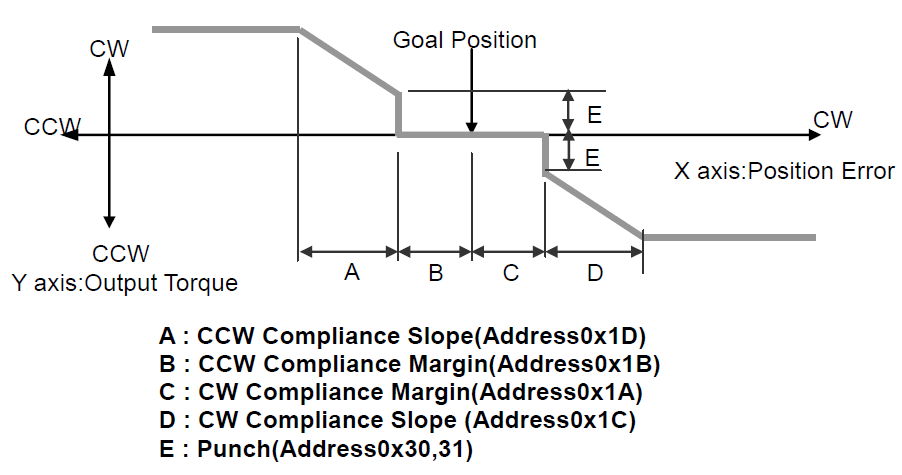 CW
Goal Position
E
CCW
CW
E
X axis:Position Error
CCW
Y axis:Output Torque
A
B
C
D
A : CCW Compliance Slope(Address0x1D)
B : CCW Compliance Margin(Address0x1B)
C : CW Compliance Margin(Address0x1A)
D : CW Compliance Slope (Address0x1C)
E : Punch(Address0x30,31)